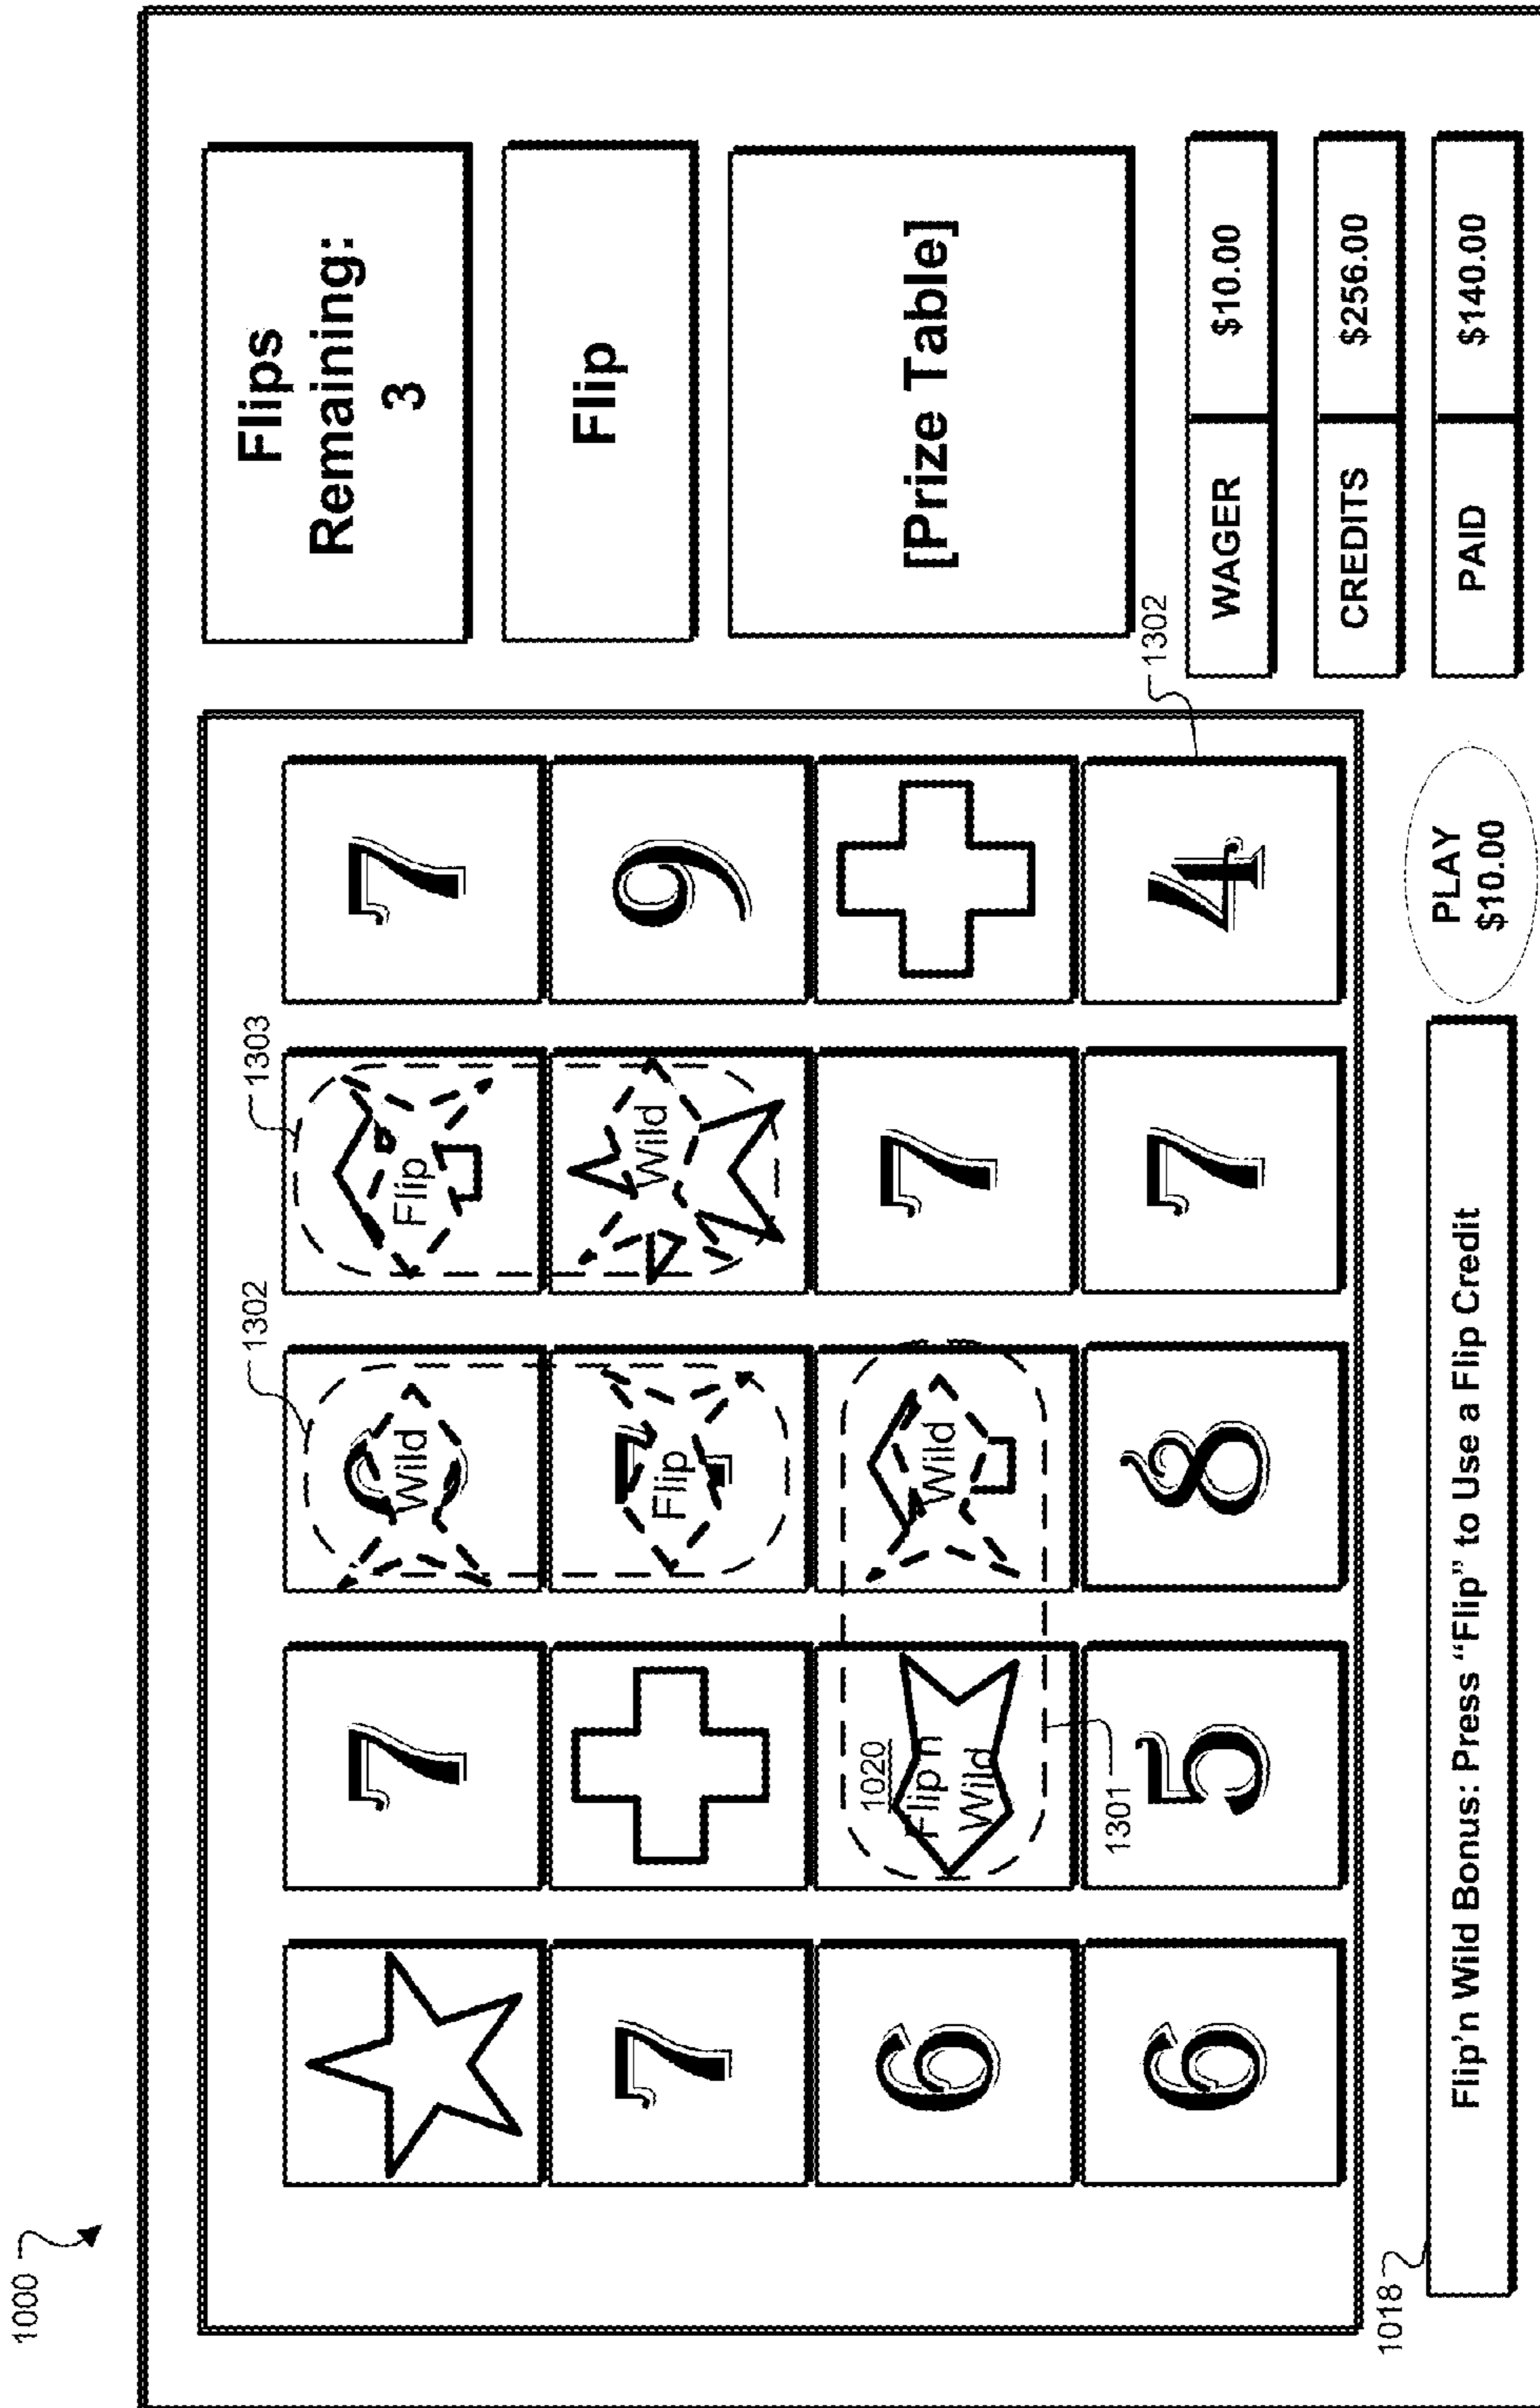 1000
1302
1303
Flips
Remaining:
3
7
Wild
Flip
7
Flip
7
Flip
Wild
9
[Prize Table]
1020
6
Flip'n
Wild
Wild
7
1301
1302
6
5
8
7
4
WAGER $10.00
CREDITS $256.00
PAID $140.00
1018
Flip'n Wild Bonus: Press “Flip” to Use a Flip Credit
PLAY
$10.00